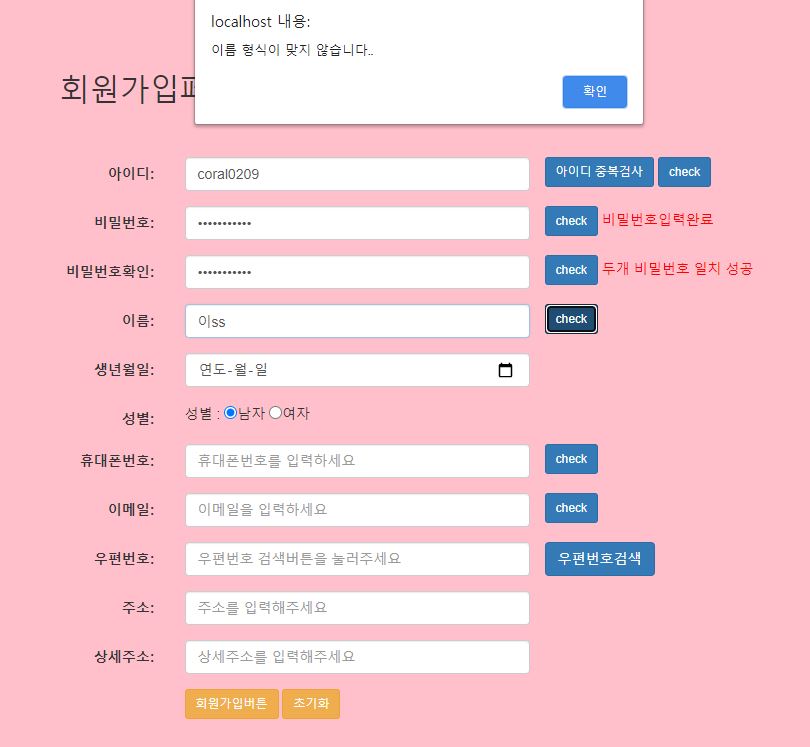 localhost 내용:
이름 형식이 맞지 않습니다..
확인
회원가입
아이디: coral0209 아이디 중복검사 check
비밀번호: ••••••••••• check 비밀번호입력완료
비밀번호확인: ••••••••••• check 두개 비밀번호 일치 성공
이름: 이ss check
생년월일: 연도-월-일
성별: 성별 : 남자 여자
휴대폰번호: 휴대폰번호를 입력하세요 check
이메일: 이메일을 입력하세요 check
우편번호: 우편번호 검색버튼을 눌러주세요 우편번호검색
주소: 주소를 입력해주세요
상세주소: 상세주소를 입력해주세요
회원가입버튼 초기화